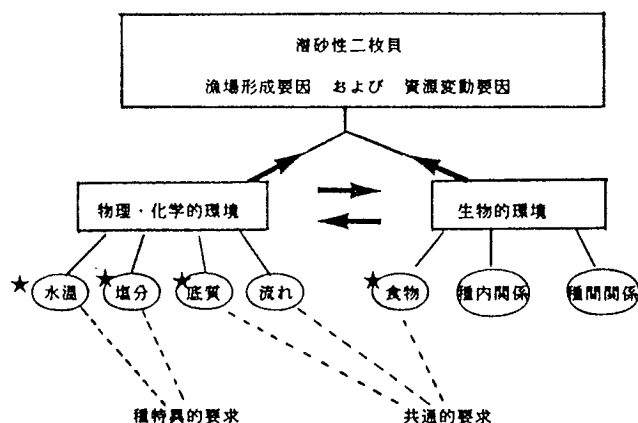 潜砂性二枚貝
漁場形成要因 および 資源変動要因
物理・化学的環境
生物的環境
★水温
★塩分
★底質
流れ
★食物
種内関係
種間関係
種特異的要求
共通的要求